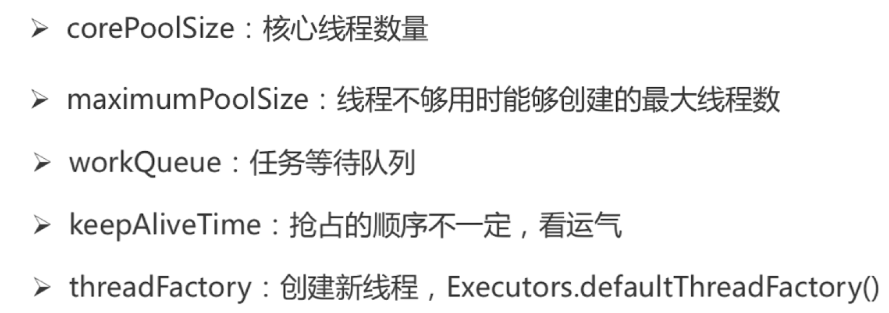 ➢ corePoolSize：核心线程数量
➢ maximumPoolSize：线程不够用时能够创建的最大线程数
➢ workQueue：任务等待队列
➢ keepAliveTime：抢占的顺序不一定，看运气
➢ threadFactory：创建新线程，Executors.defaultThreadFactory()